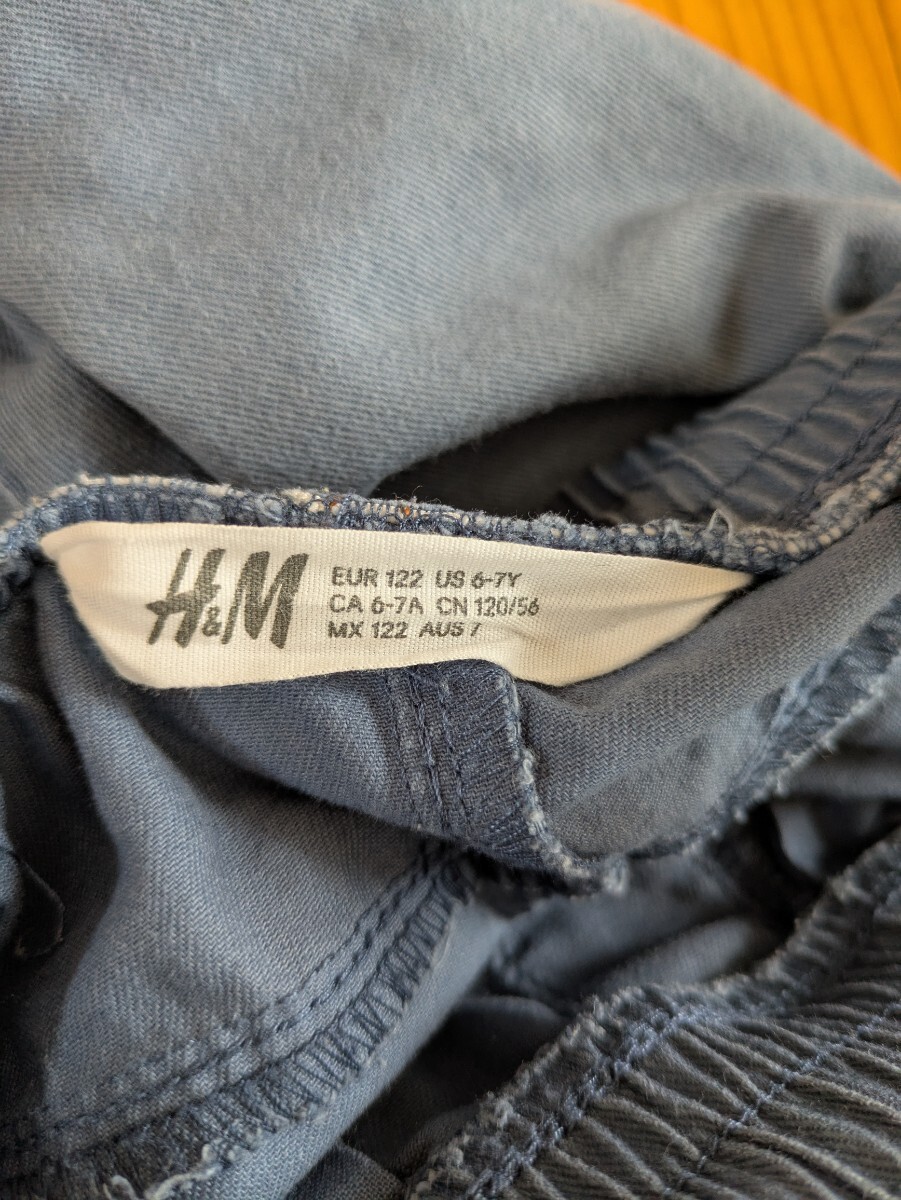 H&M
EUR 122 US 6-7Y
CA 6-7A CN 120/56
MX 122 AUS 7